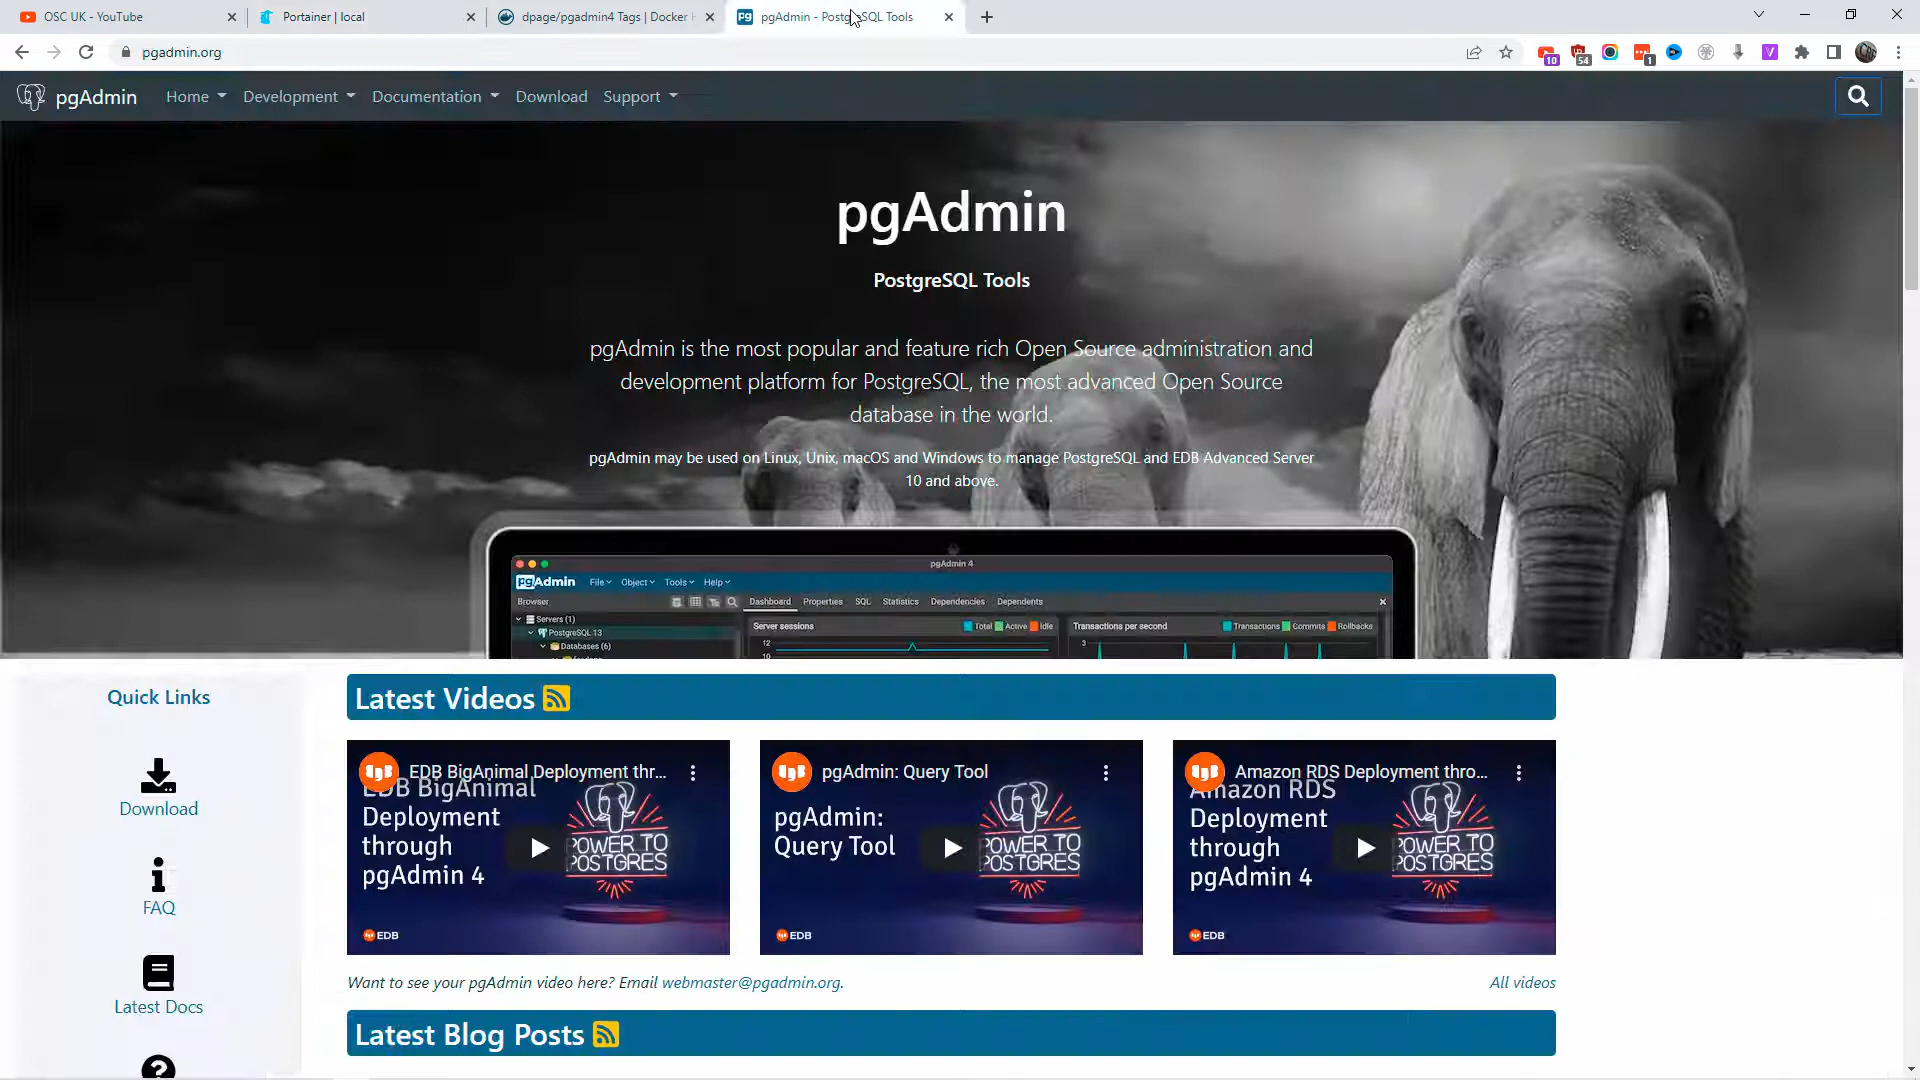 OSC UK - YouTube
Portainer | local
dpage/pgadmin4 Tags | Docker H
pgAdmin - PostgreSQL Tools
pgadmin.org
10
54
1
V
pgAdmin
Home
Development
Documentation
Download
Support
pgAdmin
PostgreSQL Tools
pgAdmin is the most popular and feature rich Open Source administration and
development platform for PostgreSQL, the most advanced Open Source
database in the world.
pgAdmin may be used on Linux, Unix, macOS and Windows to manage PostgreSQL and EDB Advanced Server
10 and above.
pgAdmin 4
pgAdmin File Object Tools Help
Browser
Dashboard Properties SQL Statistics Dependencies Dependents
Servers (1)
PostgreSQL 13
Databases (6)
Server sessions
Total Active Idle
12
10
Transactions per second
Transactions Commits Rollbacks
3
Quick Links
Download
FAQ
Latest Docs
Latest Videos
EDB BigAnimal Deployment thr...
EDB BigAnimal
Deployment
through
pgAdmin 4
POWER TO
POSTGRES
EDB
pgAdmin: Query Tool
pgAdmin:
Query Tool
POWER TO
POSTGRES
EDB
Amazon RDS Deployment thro...
Amazon RDS
Deployment
through
pgAdmin 4
POWER TO
POSTGRES
EDB
Want to see your pgAdmin video here? Email webmaster@pgadmin.org.
All videos
Latest Blog Posts